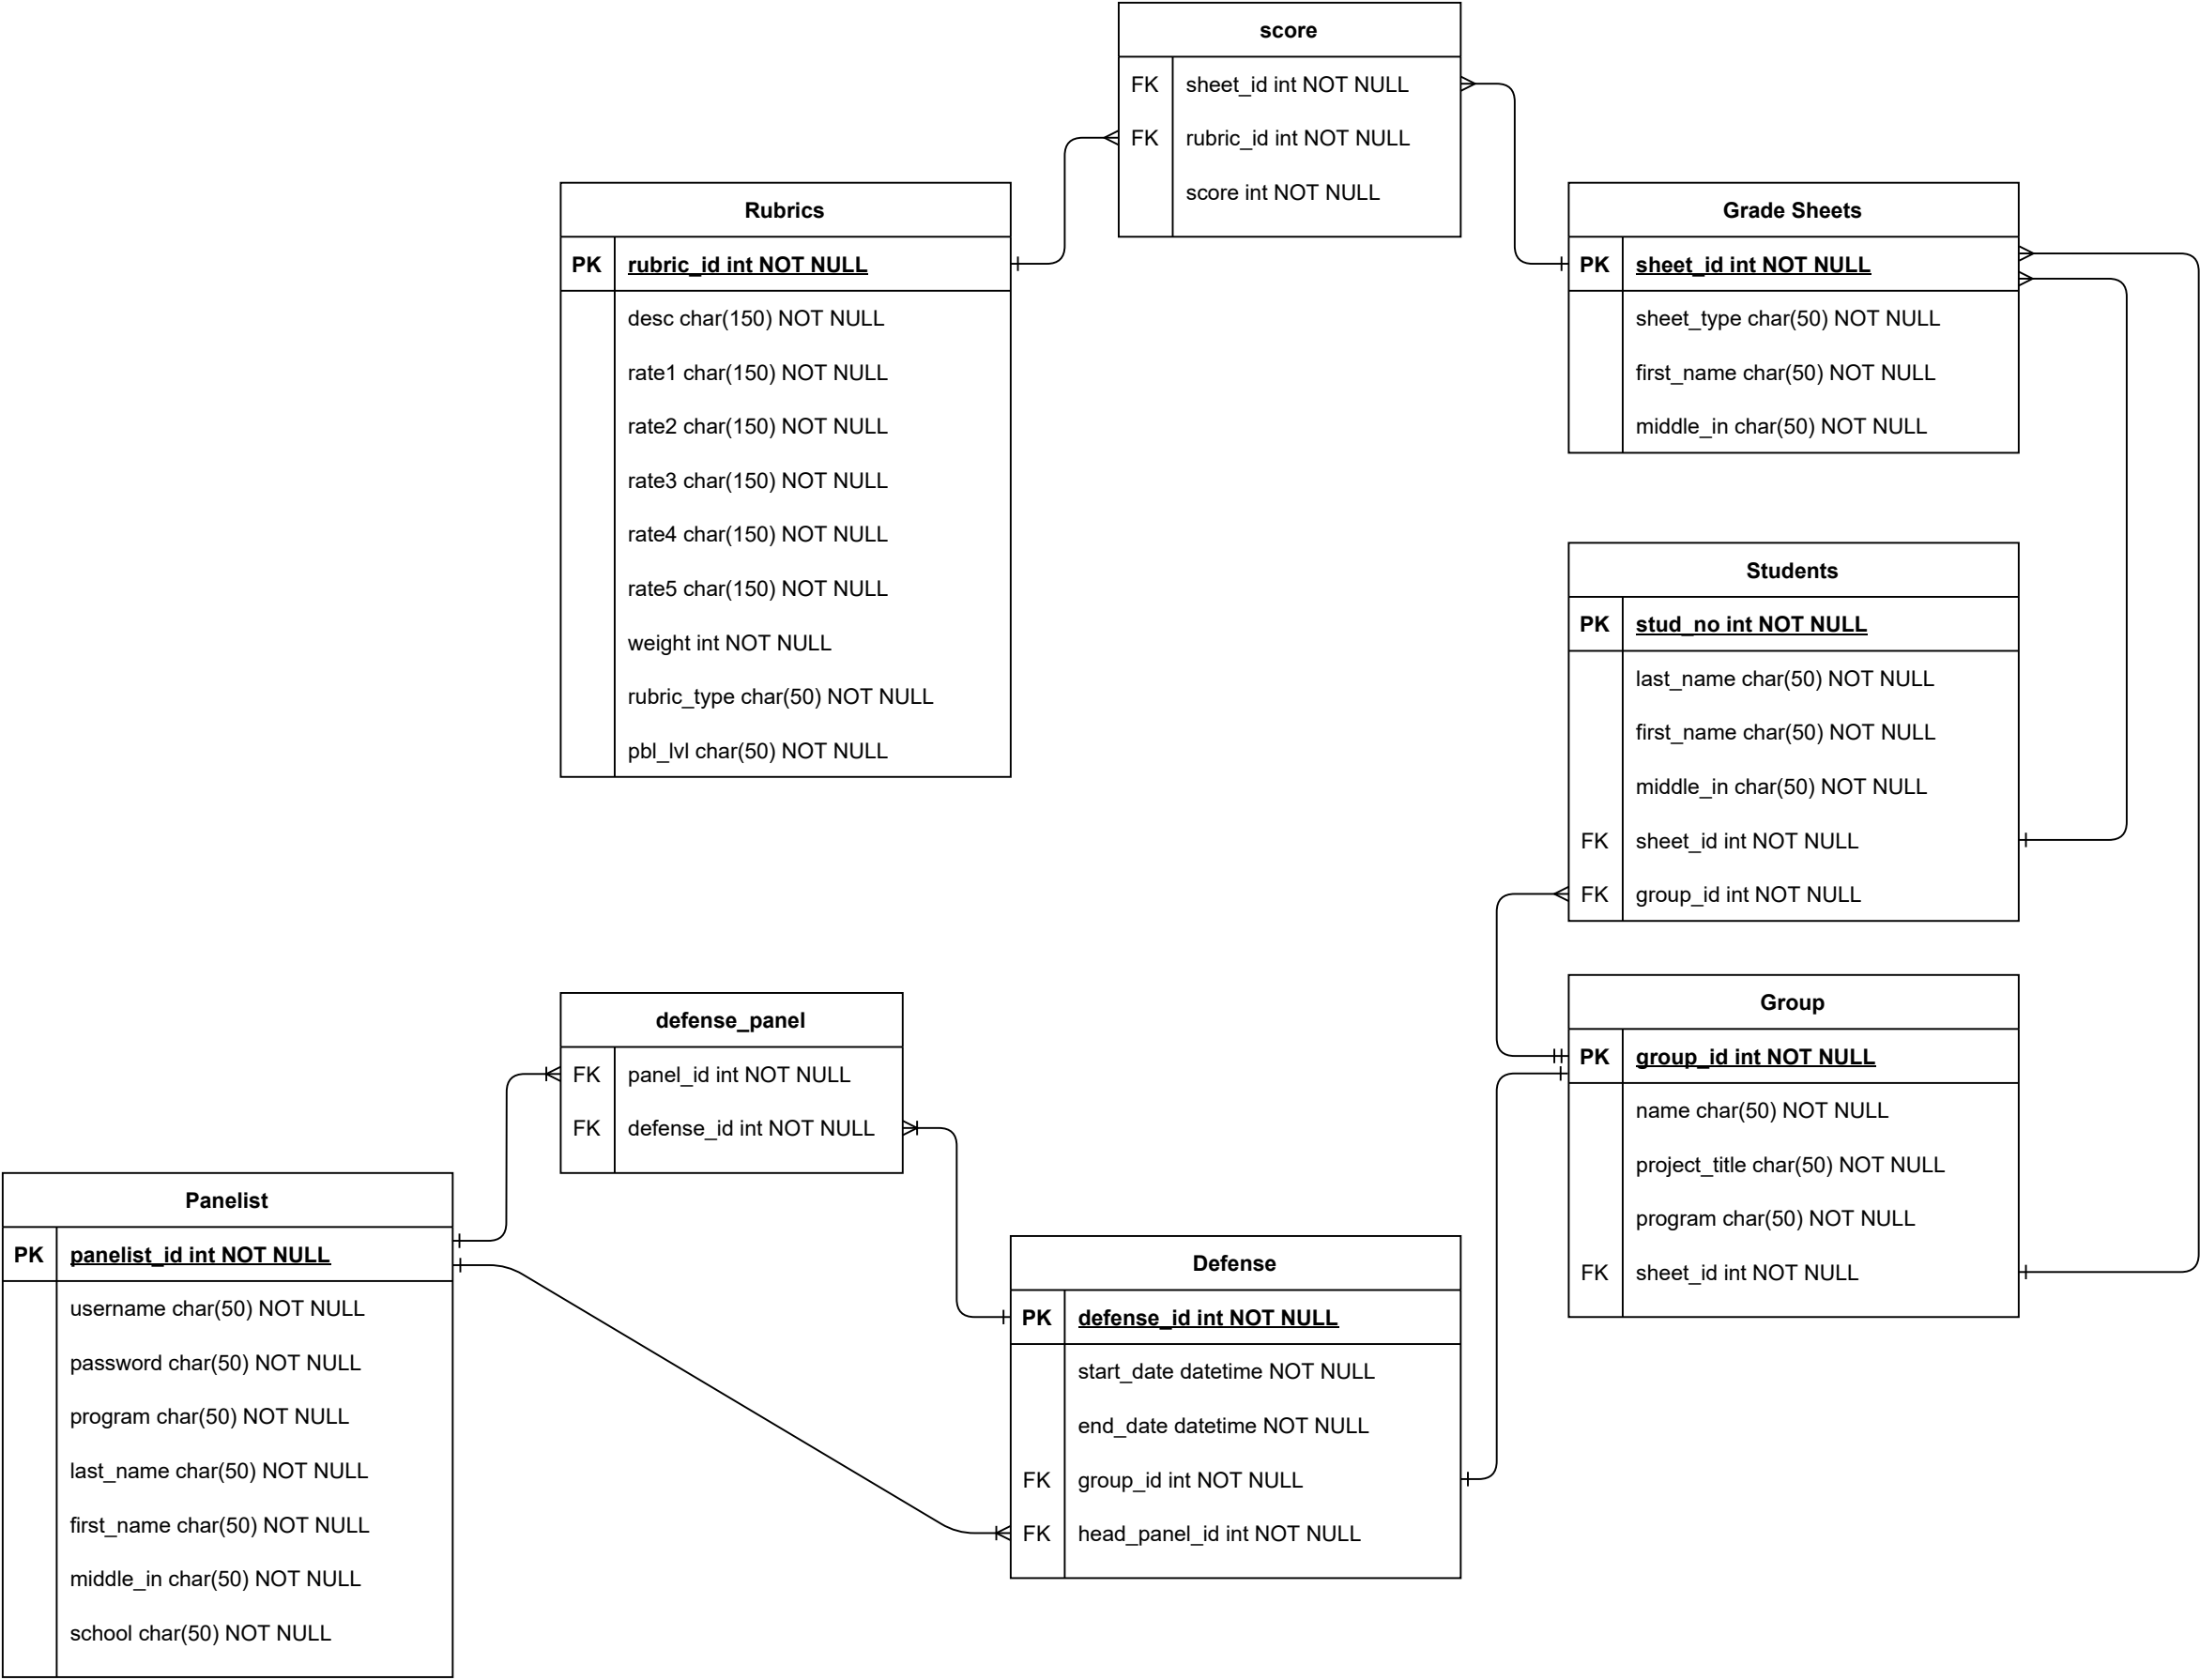 score
FK sheet_id int NOT NULL
FK rubric_id int NOT NULL
score int NOT NULL
Rubrics
PK rubric_id int NOT NULL
desc char(150) NOT NULL
rate1 char(150) NOT NULL
rate2 char(150) NOT NULL
rate3 char(150) NOT NULL
rate4 char(150) NOT NULL
rate5 char(150) NOT NULL
weight int NOT NULL
rubric_type char(50) NOT NULL
pbl_lvl char(50) NOT NULL
Grade Sheets
PK sheet_id int NOT NULL
sheet_type char(50) NOT NULL
first_name char(50) NOT NULL
middle_in char(50) NOT NULL
Students
PK stud_no int NOT NULL
last_name char(50) NOT NULL
first_name char(50) NOT NULL
middle_in char(50) NOT NULL
FK sheet_id int NOT NULL
FK group_id int NOT NULL
defense_panel
FK panel_id int NOT NULL
FK defense_id int NOT NULL
Group
PK group_id int NOT NULL
name char(50) NOT NULL
project_title char(50) NOT NULL
program char(50) NOT NULL
FK sheet_id int NOT NULL
Panelist
PK panelist_id int NOT NULL
username char(50) NOT NULL
password char(50) NOT NULL
program char(50) NOT NULL
last_name char(50) NOT NULL
first_name char(50) NOT NULL
middle_in char(50) NOT NULL
school char(50) NOT NULL
Defense
PK defense_id int NOT NULL
start_date datetime NOT NULL
end_date datetime NOT NULL
FK group_id int NOT NULL
FK head_panel_id int NOT NULL